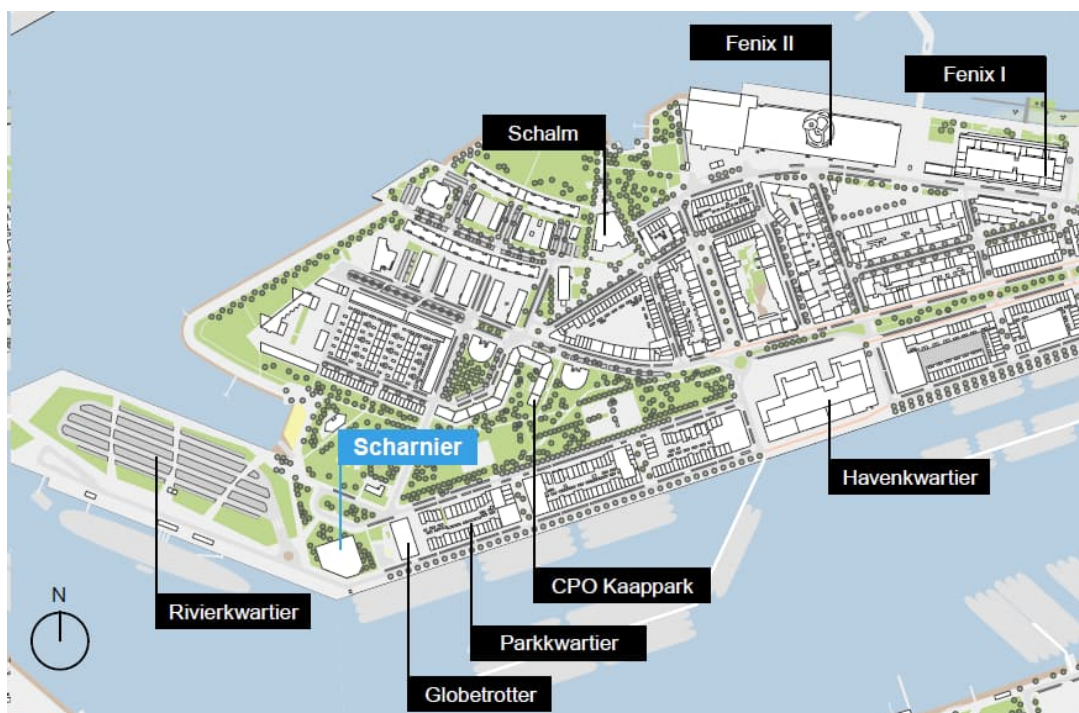 Fenix II
Fenix I
Schalm
Scharnier
Havenkwartier
CPO Kaappark
Rivierkwartier
Parkkwartier
Globetrotter
N